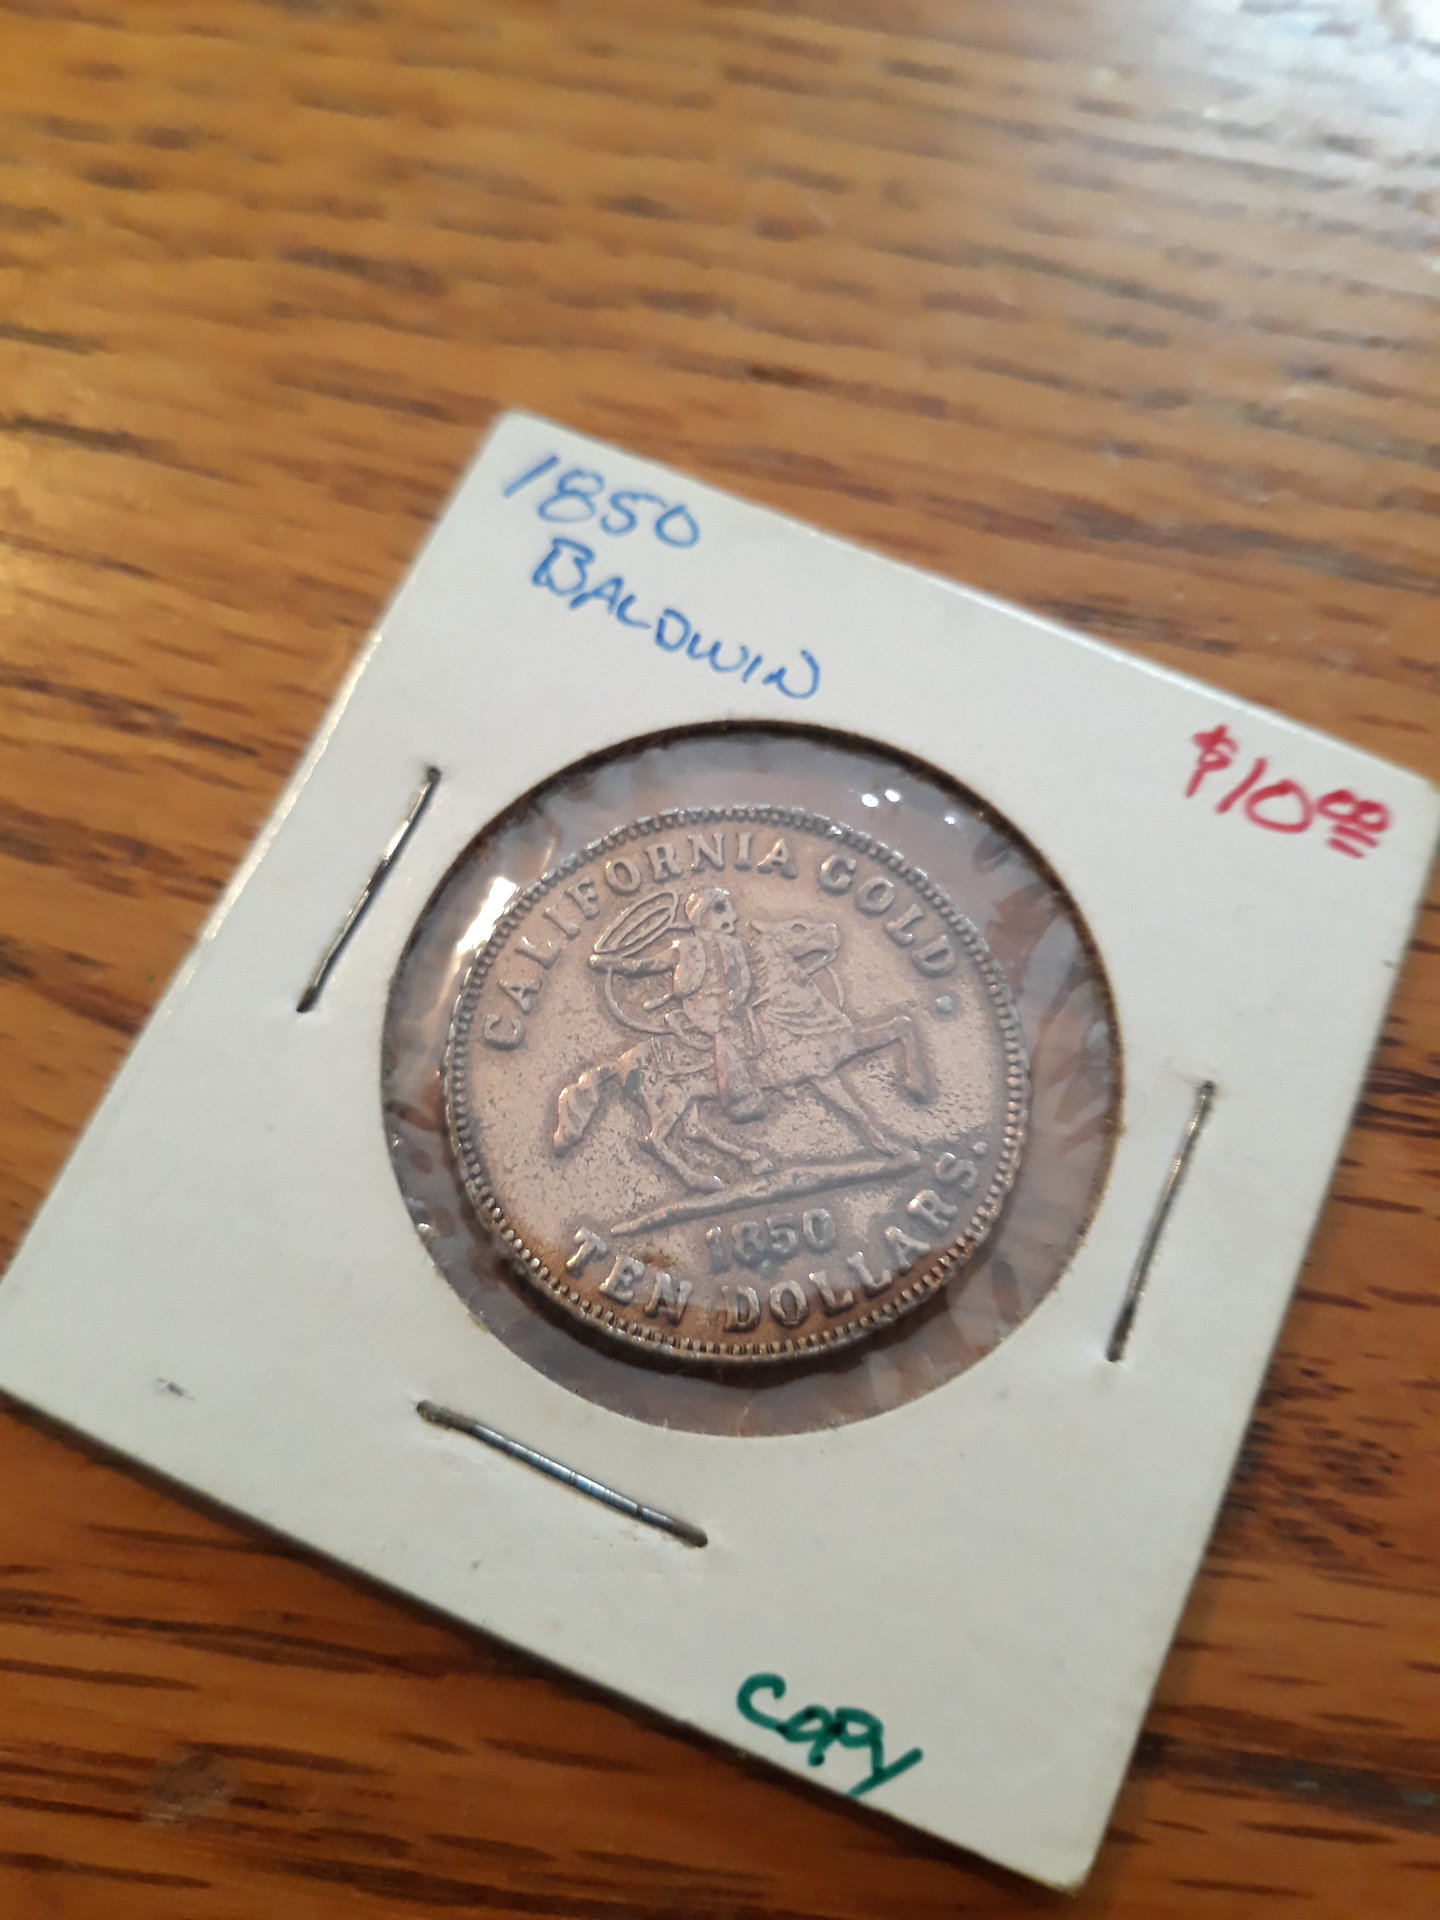 1850
BALDWIN
$10.00
CALIFORNIA GOLD.
1850
TEN DOLLARS.
Copy